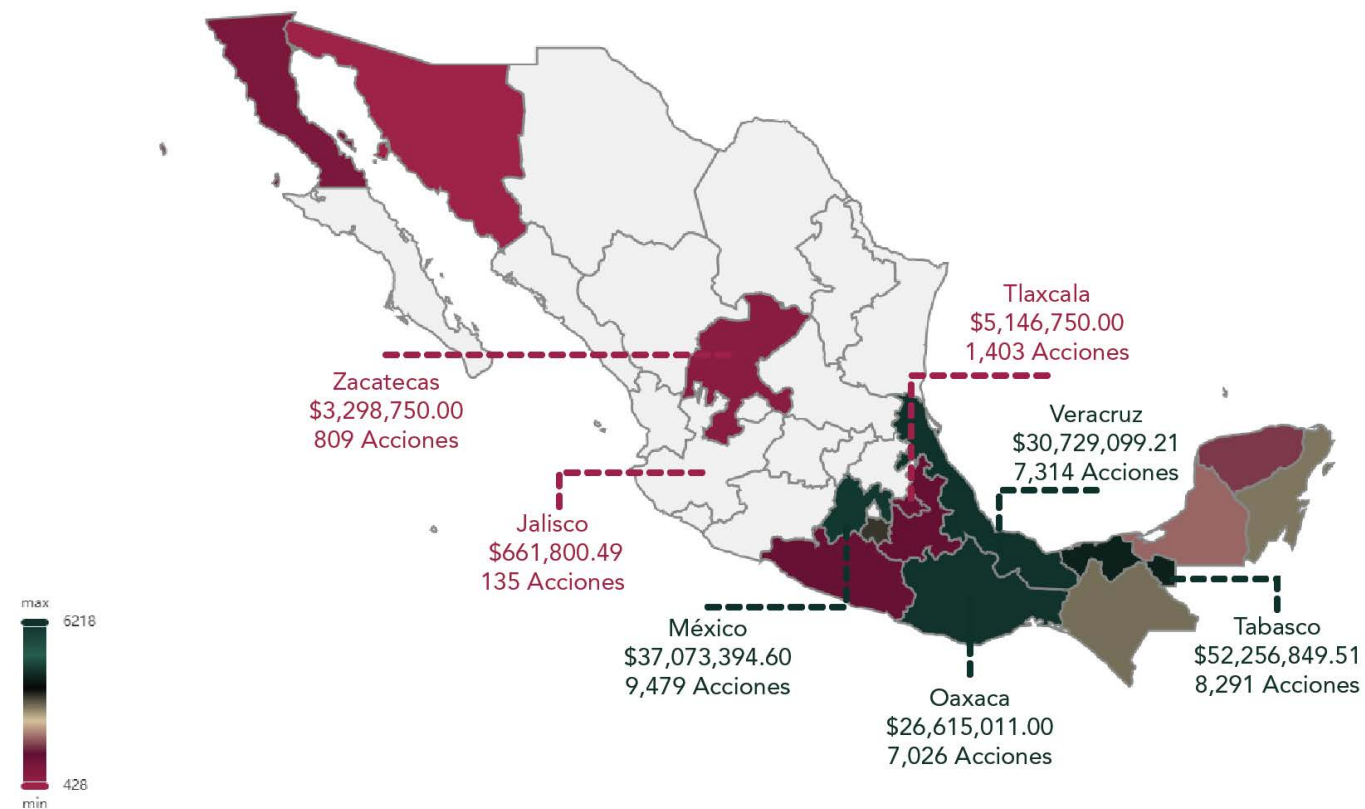 Tlaxcala
$5,146,750.00
1,403 Acciones
Zacatecas
$3,298,750.00
809 Acciones
Veracruz
$30,729,099.21
7,314 Acciones
Jalisco
$661,800.49
135 Acciones
México
$37,073,394.60
9,479 Acciones
Oaxaca
$26,615,011.00
7,026 Acciones
Tabasco
$52,256,849.51
8,291 Acciones
max
6218
428
min